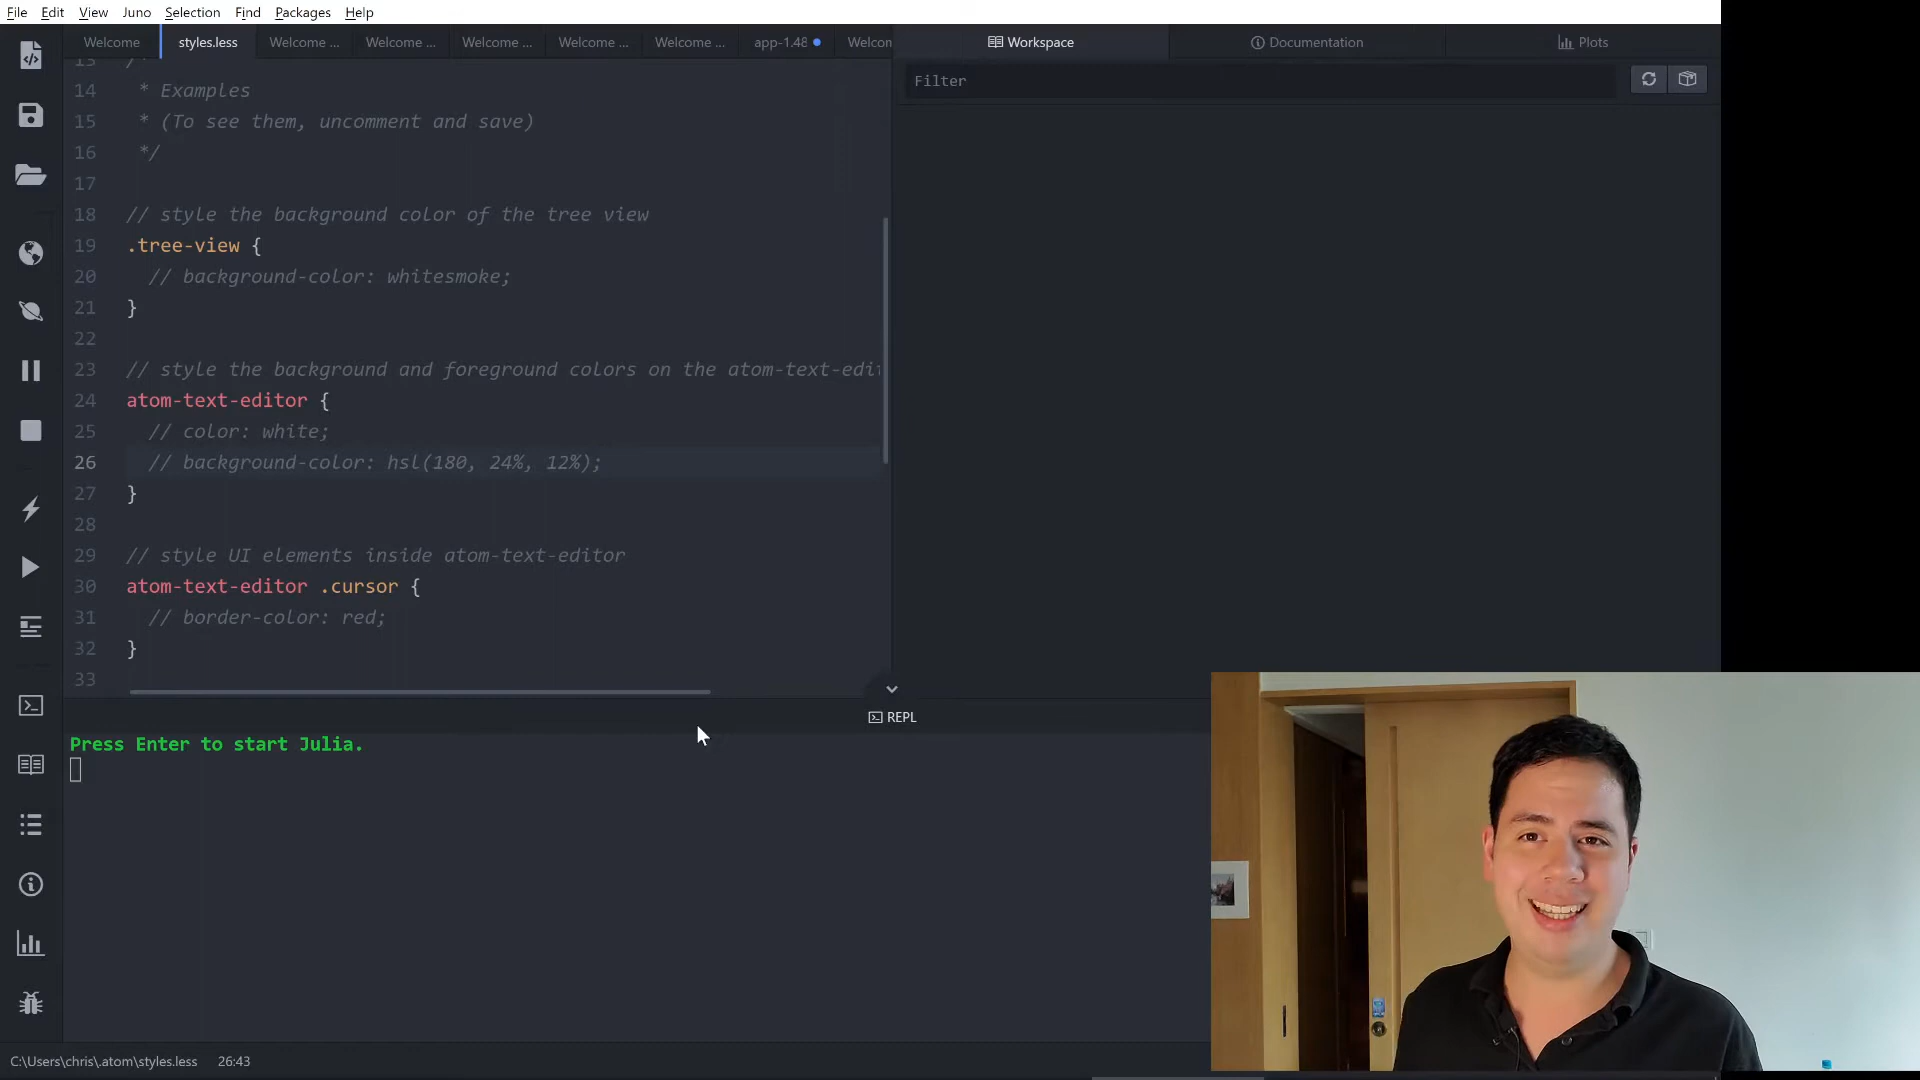 File Edit View Juno Selection Find Packages Help
Welcome styles.less Welcome ... Welcome ... Welcome ... Welcome ... Welcome ... app-1.48 Welcon
Workspace Documentation Plots
Filter
13 /*
14 * Examples
15 * (To see them, uncomment and save)
16 */
17
18 // style the background color of the tree view
19 .tree-view {
20 // background-color: whitesmoke;
21 }
22
23 // style the background and foreground colors on the atom-text-edi
24 atom-text-editor {
25 // color: white;
26 // background-color: hsl(180, 24%, 12%);
27 }
28
29 // style UI elements inside atom-text-editor
30 atom-text-editor .cursor {
31 // border-color: red;
32 }
33
REPL
Press Enter to start Julia.
C:\Users\chris\.atom\styles.less 26:43